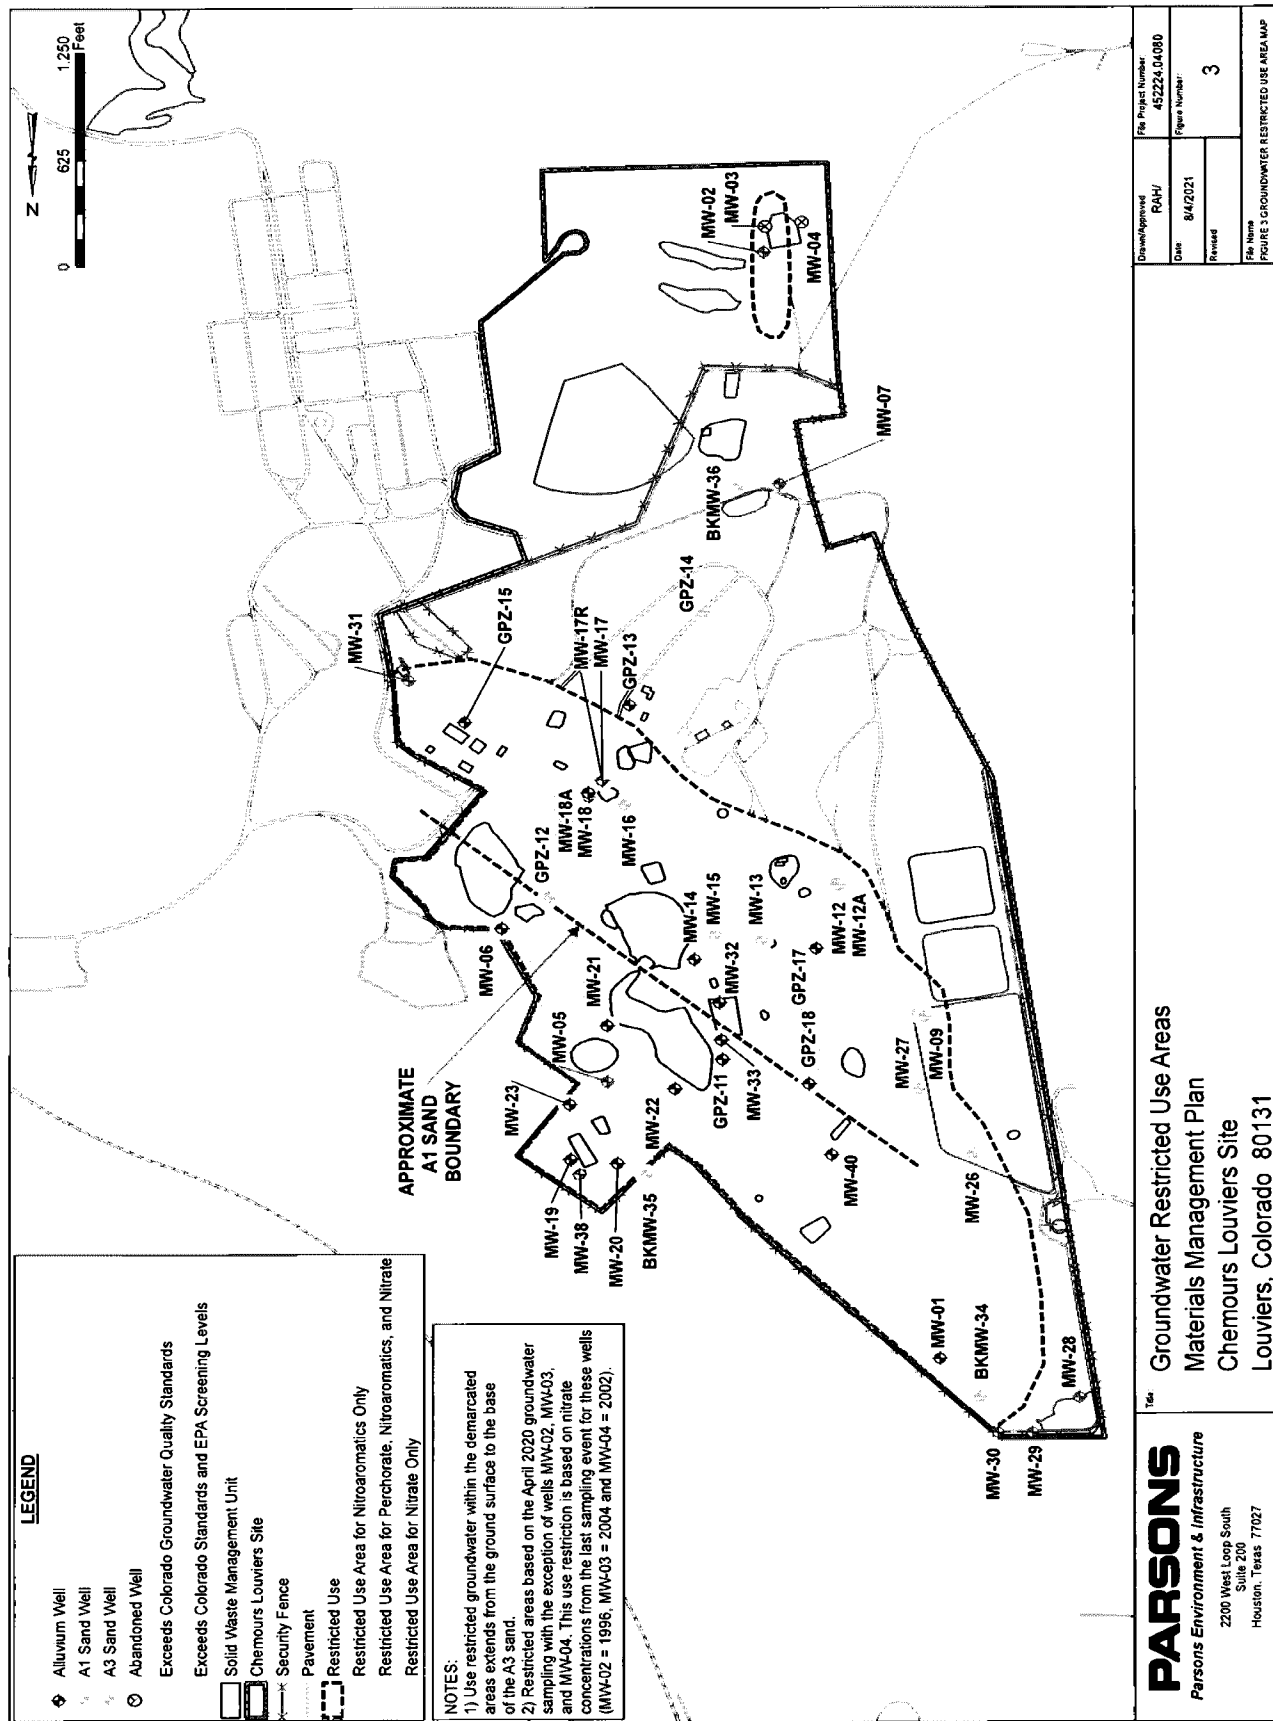 LEGEND
Alluvium Well
A1 Sand Well
A3 Sand Well
Abandoned Well
Exceeds Colorado Groundwater Quality Standards
Exceeds Colorado Standards and EPA Screening Levels
Solid Waste Management Unit
Chemours Louviers Site
Security Fence
Pavement
Restricted Use
Restricted Use Area for Nitroaromatics Only
Restricted Use Area for Perchorate, Nitroaromatics, and Nitrate
Restricted Use Area for Nitrate Only
NOTES:
1) Use restricted groundwater within the demarcated
areas extends from the ground surface to the base
of the A3 sand.
2) Restricted areas based on the April 2020 groundwater
sampling with the exception of wells MW-02, MW-03,
and MW-04. This use restriction is based on nitrate
concentrations from the last sampling event for these wells
(MW-02 = 1996, MW-03 = 2004 and MW-04 = 2002).
N
0 625 1,250
Feet
APPROXIMATE
A1 SAND
BOUNDARY
MW-31
GPZ-15
MW-17R
MW-17
GPZ-13
GPZ-14
BKMW-36
MW-07
MW-02
MW-03
MW-04
GPZ-12
MW-18A
MW-18
MW-16
MW-06
MW-21
MW-05
MW-23
MW-14
MW-15
MW-13
MW-32
MW-12
MW-12A
GPZ-17
GPZ-18
GPZ-11
MW-33
MW-22
MW-27
MW-09
MW-19
MW-38
MW-20
BKMW-35
MW-40
MW-26
MW-01
BKMW-34
MW-28
MW-30
MW-29
PARSONS
Parsons Environment & Infrastructure
2200 West Loop South
Suite 200
Houston, Texas 77027
Title:
Groundwater Restricted Use Areas
Materials Management Plan
Chemours Louviers Site
Louviers, Colorado 80131
Drawn/Approved
RAH/
File Project Number:
452224.04080
Date
8/4/2021
Figure Number:
3
Revised
File Name
FIGURE 3 GROUNDWATER RESTRICTED USE AREA MAP